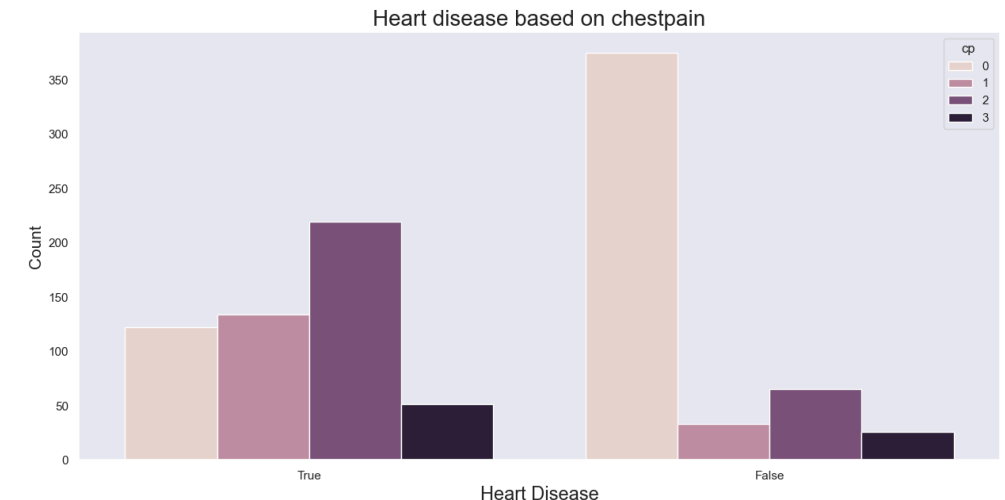 Heart disease based on chestpain
cp
0
1
2
3
350
300
250
200
150
100
50
0
Count
True
False
Heart Disease